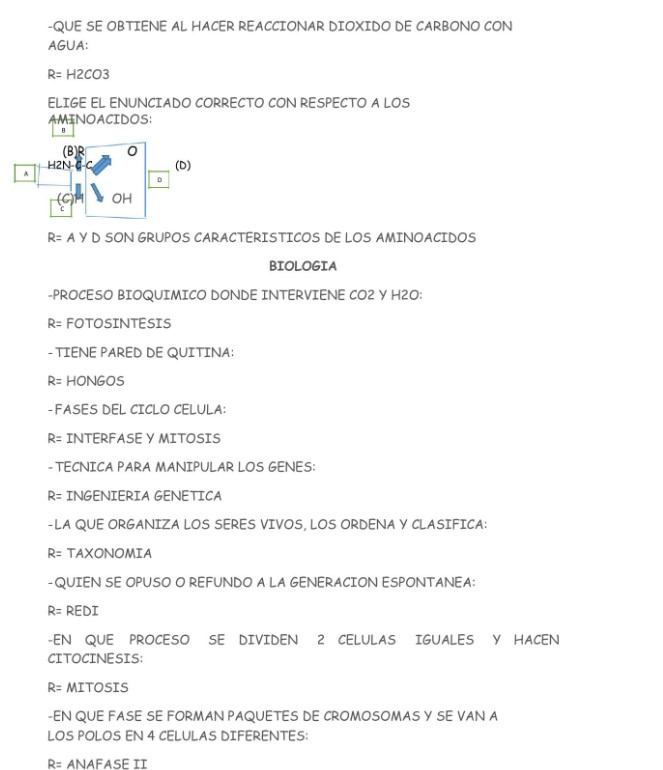 -QUE SE OBTIENE AL HACER REACCIONAR DIOXIDO DE CARBONO CON
AGUA:
R= H2CO3
ELIGE EL ENUNCIADO CORRECTO CON RESPECTO A LOS
AMINOACIDOS:
B
(B)R O
A H2N-C-C D (D)
(C)H OH
C
R= A Y D SON GRUPOS CARACTERISTICOS DE LOS AMINOACIDOS
BIOLOGIA
-PROCESO BIOQUIMICO DONDE INTERVIENE CO2 Y H2O:
R= FOTOSINTESIS
-TIENE PARED DE QUITINA:
R= HONGOS
-FASES DEL CICLO CELULA:
R= INTERFASE Y MITOSIS
-TECNICA PARA MANIPULAR LOS GENES:
R= INGENIERIA GENETICA
-LA QUE ORGANIZA LOS SERES VIVOS, LOS ORDENA Y CLASIFICA:
R= TAXONOMIA
-QUIEN SE OPUSO O REFUNDO A LA GENERACION ESPONTANEA:
R= REDI
-EN QUE PROCESO SE DIVIDEN 2 CELULAS IGUALES Y HACEN
CITOCINESIS:
R= MITOSIS
-EN QUE FASE SE FORMAN PAQUETES DE CROMOSOMAS Y SE VAN A
LOS POLOS EN 4 CELULAS DIFERENTES:
R= ANAFASE II